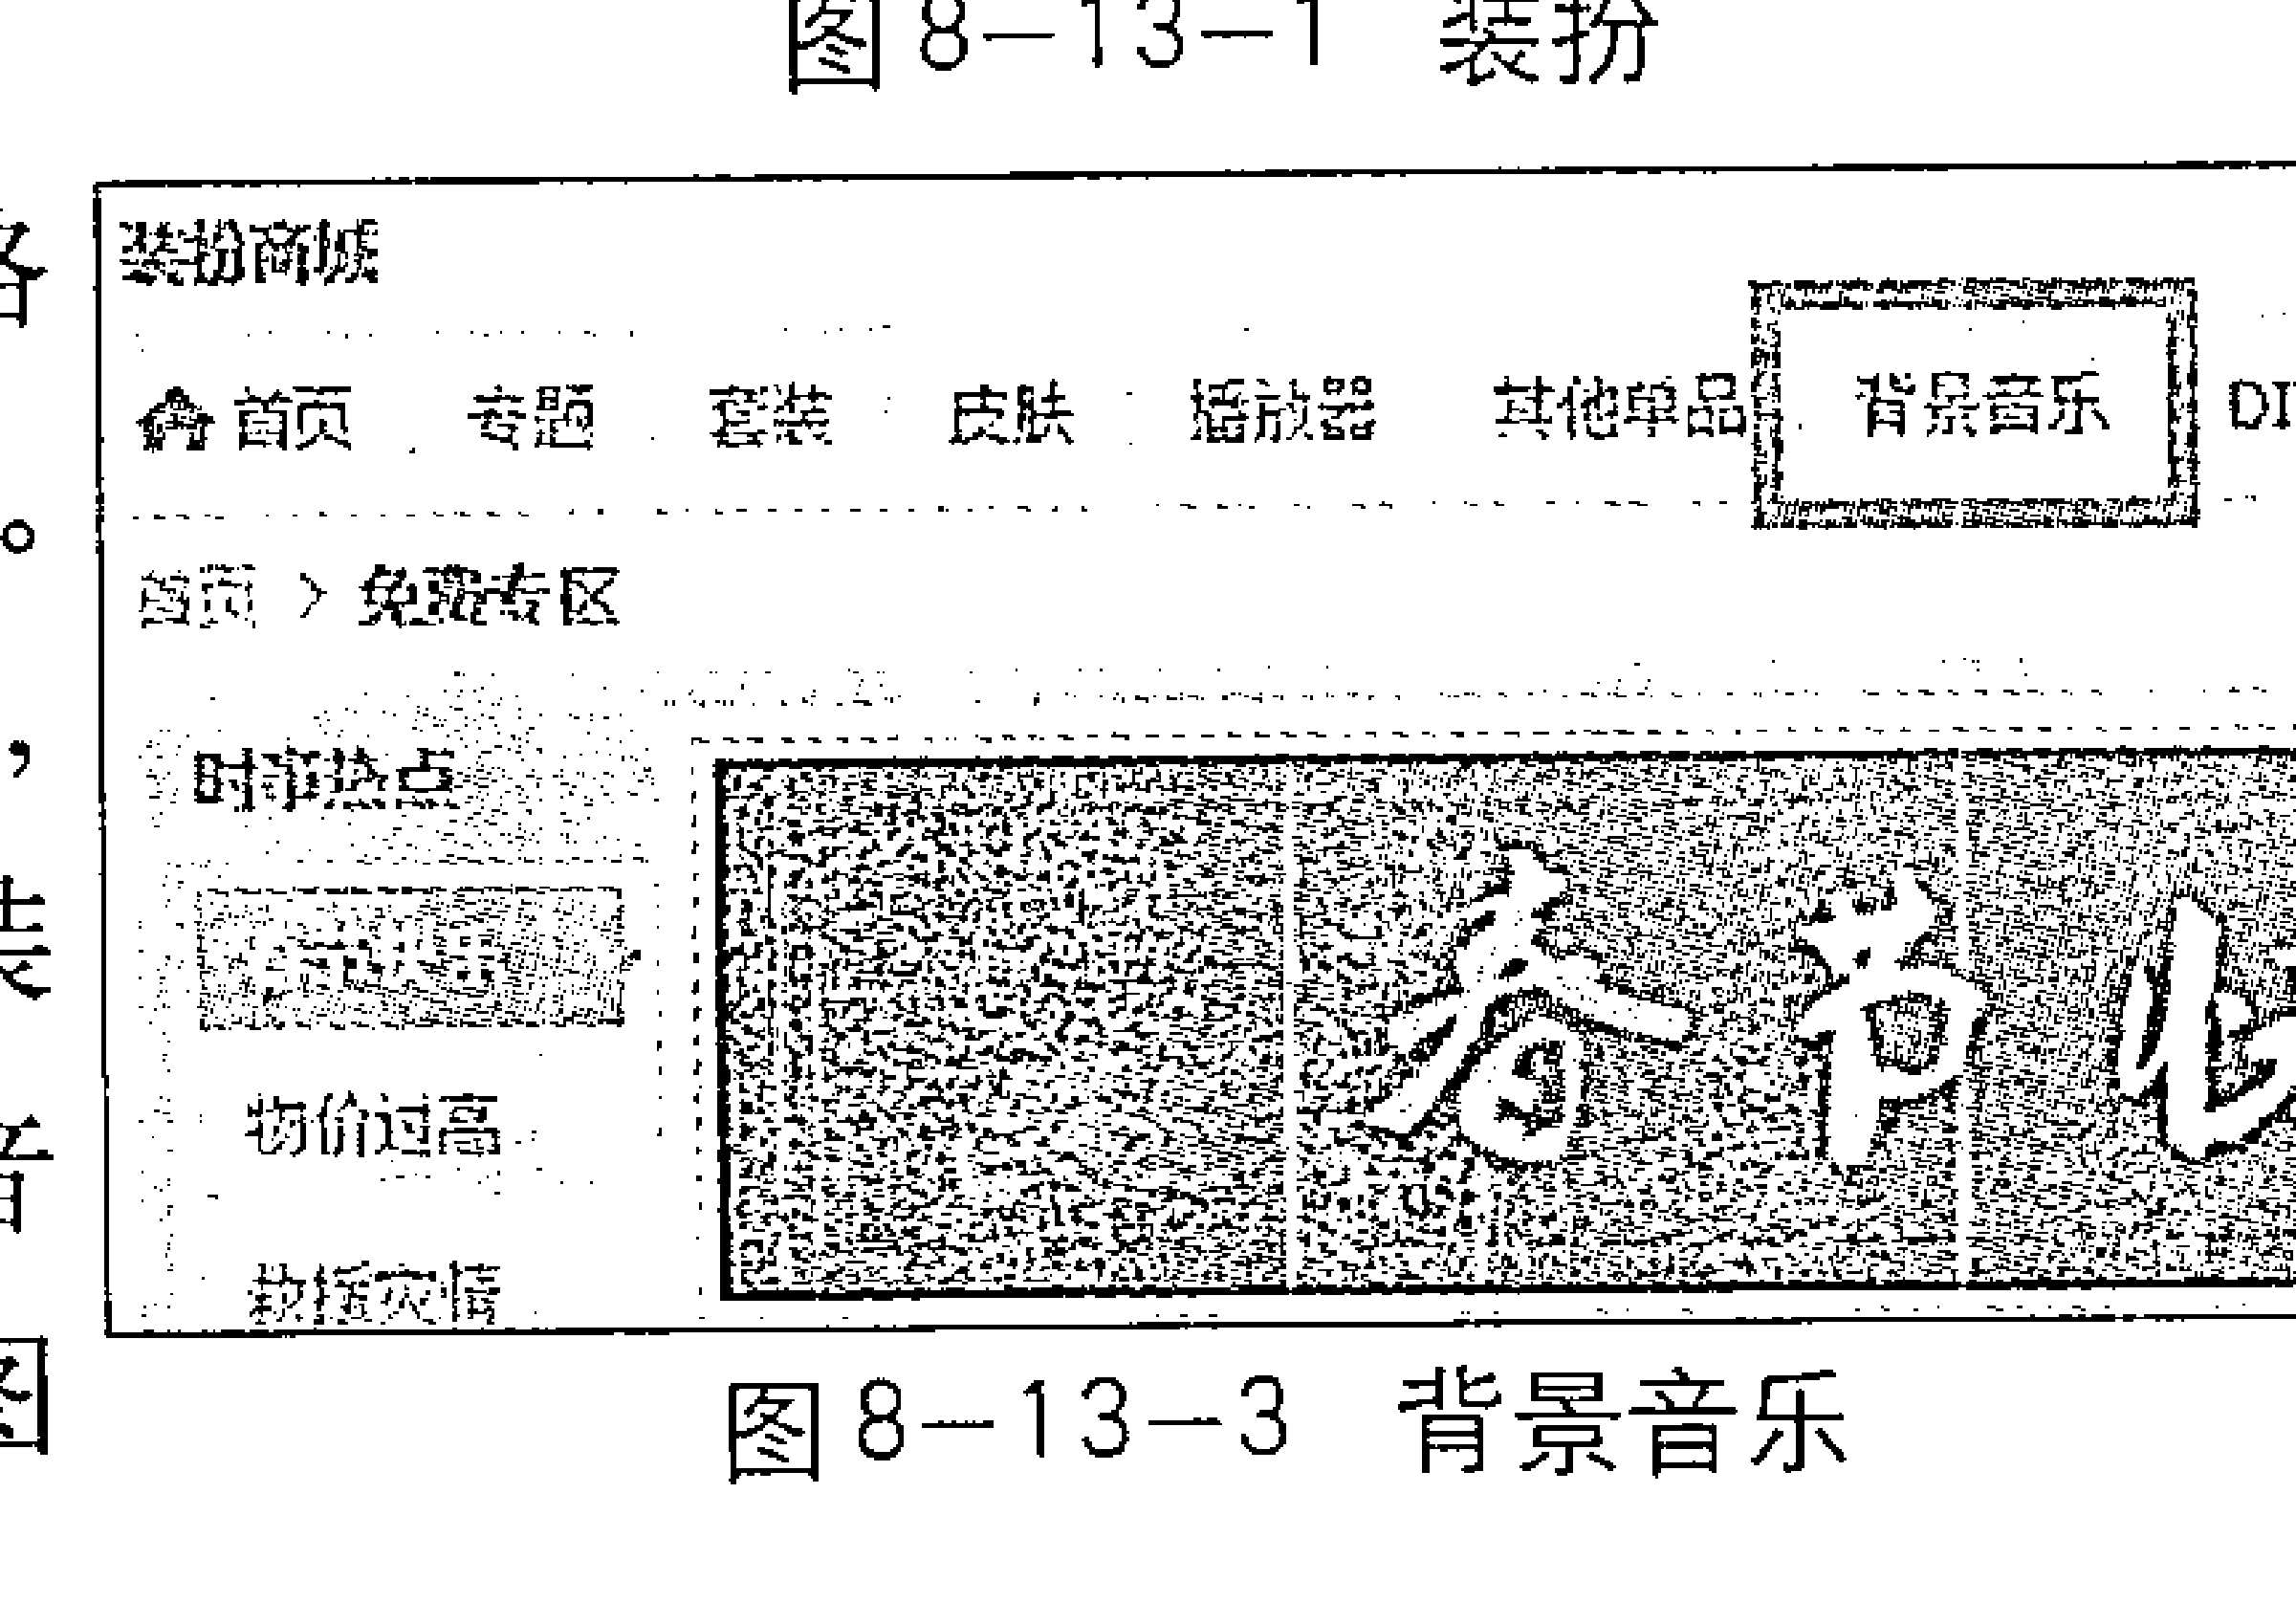 图8-13-1 装扮
装扮商城
首页 专题 套装 皮肤 播放器 其他单品 背景音乐 DI
首页 > 免费专区
。
时事热点
，
物价过高
救援灾情
图
图8-13-3 背景音乐